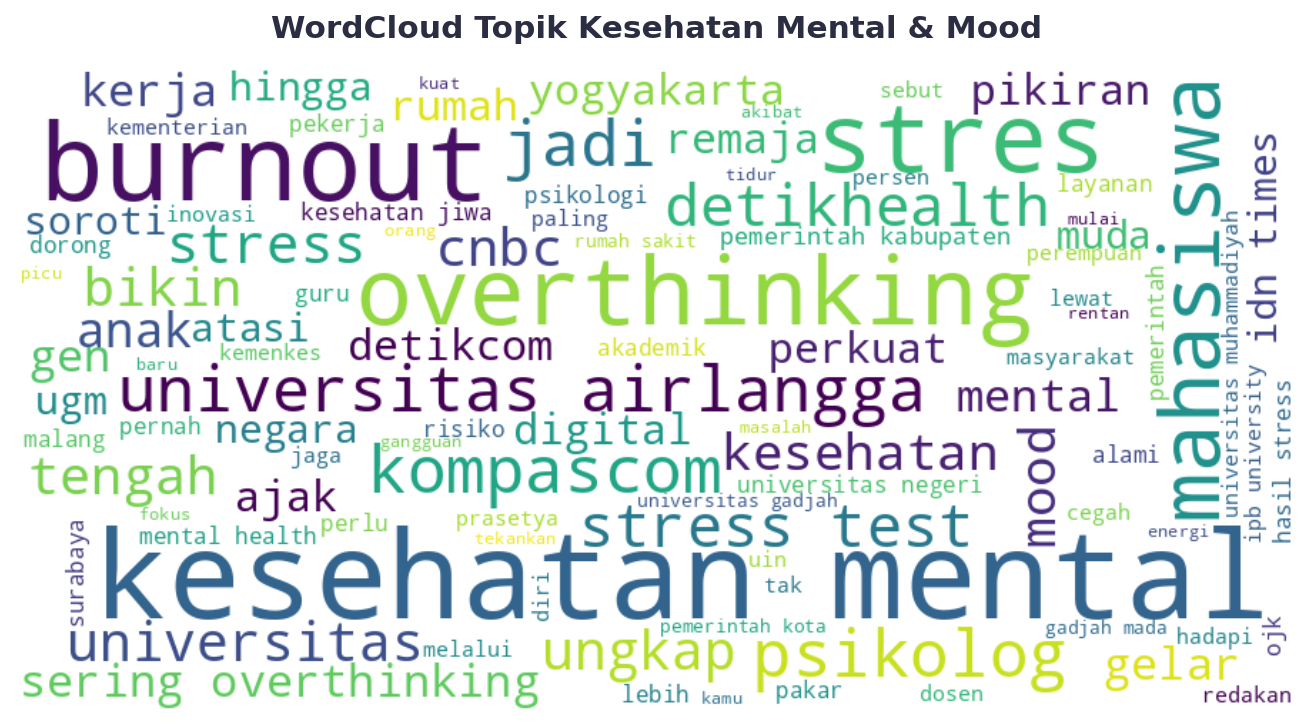 WordCloud Topik Kesehatan Mental & Mood
kerja
hingga
kuat
rumah
yogyakarta
sebut
pikiran
kementerian
pekerja
akibat
burnout
jadi
remaja
stres
mahasiswa
idn times
tidur
persen
layanan
psikologi
detikhealth
soroti
inovasi
kesehatan jiwa
paling
mulai
dorong
stress
orang
cnbc
rumah sakit
pemerintah kabupaten
muda
perempuan
picu
bikin
guru
overthinking
lewat
rentan
pemerintah
universitas muhammadiyah
anak
atasi
detikcom
akademik
perkuat
masyarakat
gen
baru
kemenkes
ugm
universitas airlangga
mental
ipb university
hasil stress
malang
pernah
negara
risiko
gangguan
digital
masalah
kesehatan
mood
alami
jaga
tengah
ajak
kompascom
universitas negeri
universitas gadjah
fokus
mental health
perlu
prasetya
tekankan
stress test
cegah
energi
surabaya
kesehatan mental
uin
diri
tak
universitas
melalui
pemerintah kota
gadjah mada
hadapi
ojk
ungkap
psikolog
gelar
sering overthinking
lebih
kamu
pakar
dosen
redakan